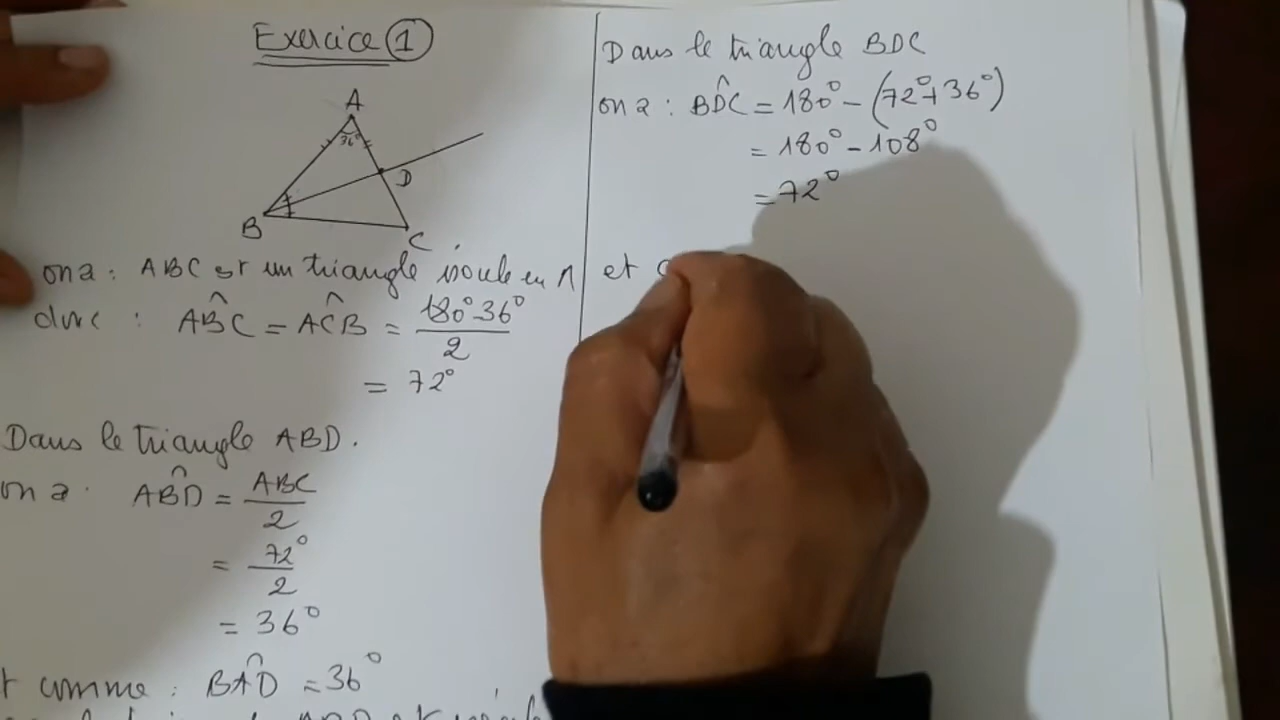 Exercice 1
A
36°
D
B
C
on a : ABC est un triangle isocèle en A
donc : ABC = ACB = 180° - 36° / 2
= 72°
Dans le triangle ABD.
on a : ABD = ABC / 2
= 72° / 2
= 36°
t comme : BAD = 36°
ABD
Dans le triangle BDC
on a : BDC = 180° - (72° + 36°)
= 180° - 108°
= 72°
et